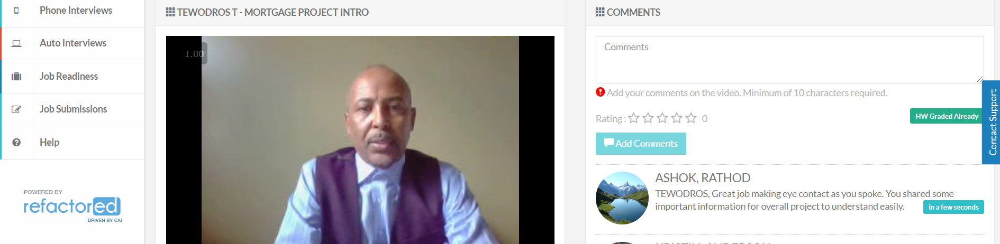 Phone Interviews
Auto Interviews
Job Readiness
Job Submissions
Help
POWERED BY
refactored
DRIVEN BY CAI
TEWODROS T - MORTGAGE PROJECT INTRO
1.00
COMMENTS
Comments
Add your comments on the video. Minimum of 10 characters required.
Rating : 0
HW Graded Already
Add Comments
Contact Support
ASHOK, RATHOD
TEWODROS, Great job making eye contact as you spoke. You shared some
important information for overall project to understand easily.
in a few seconds